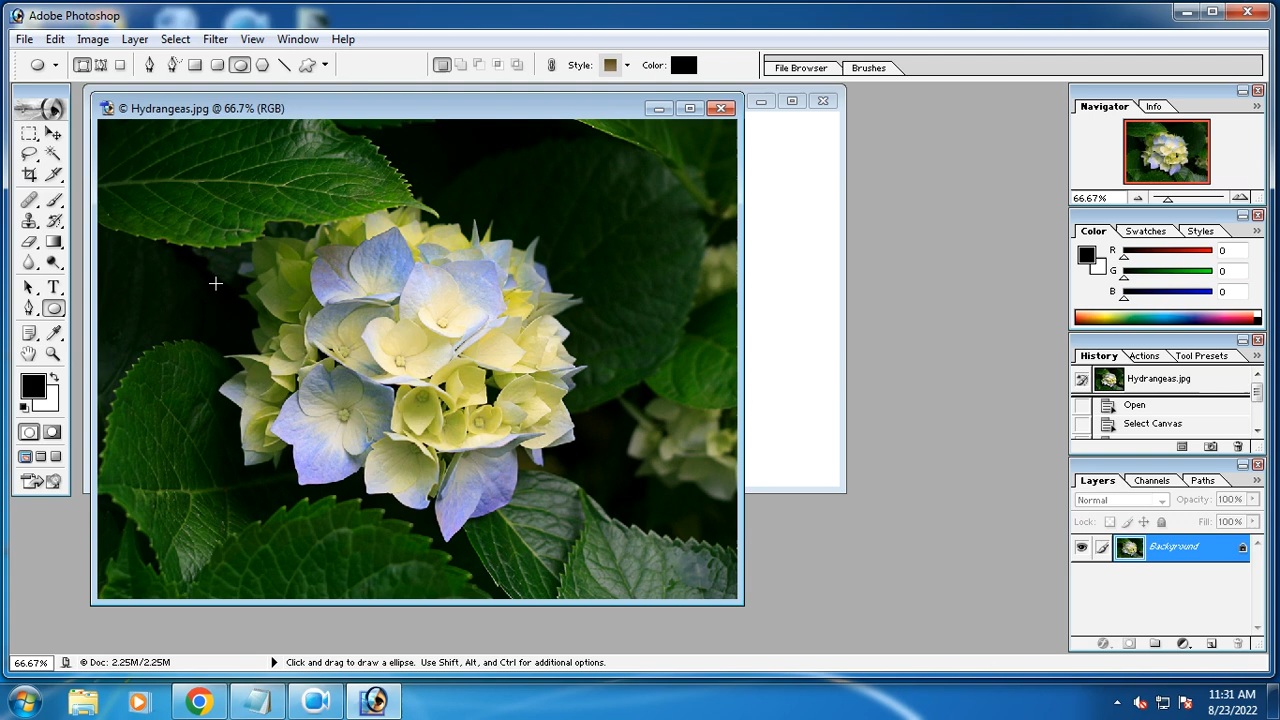 Adobe Photoshop
File Edit Image Layer Select Filter View Window Help
Style: Color: File Browser Brushes
© Hydrangeas.jpg @ 66.7% (RGB)
Navigator Info
66.67%
Color Swatches Styles
R 0
G 0
B 0
History Actions Tool Presets
Hydrangeas.jpg
Open
Select Canvas
Layers Channels Paths
Normal Opacity: 100%
Lock: Fill: 100%
Background
T
66.67% © Doc: 2.25M/2.25M Click and drag to draw a ellipse. Use Shift, Alt, and Ctrl for additional options.
11:31 AM
8/23/2022